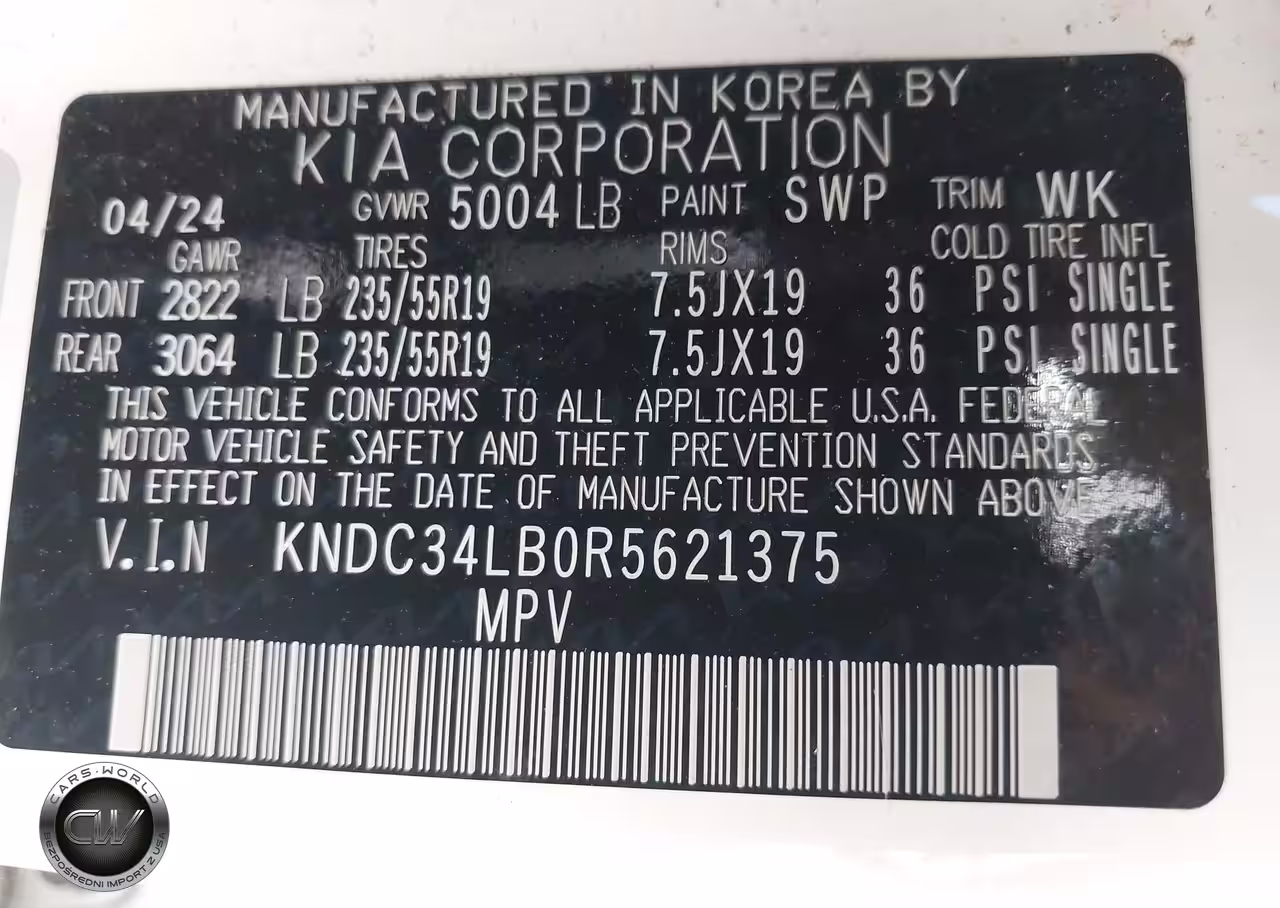 MANUFACTURED IN KOREA BY
KIA CORPORATION
04/24 GVWR 5004 LB PAINT SWP TRIM WK
GAWR TIRES RIMS COLD TIRE INFL
FRONT 2822 LB 235/55R19 7.5JX19 36 PSI SINGLE
REAR 3064 LB 235/55R19 7.5JX19 36 PSI SINGLE
THIS VEHICLE CONFORMS TO ALL APPLICABLE U.S.A. FEDERAL
MOTOR VEHICLE SAFETY AND THEFT PREVENTION STANDARDS
IN EFFECT ON THE DATE OF MANUFACTURE SHOWN ABOVE
V.I.N KNDC34LB0R5621375
MPV
CARS·WORLD
CW
BEZPOŚREDNI IMPORT Z USA